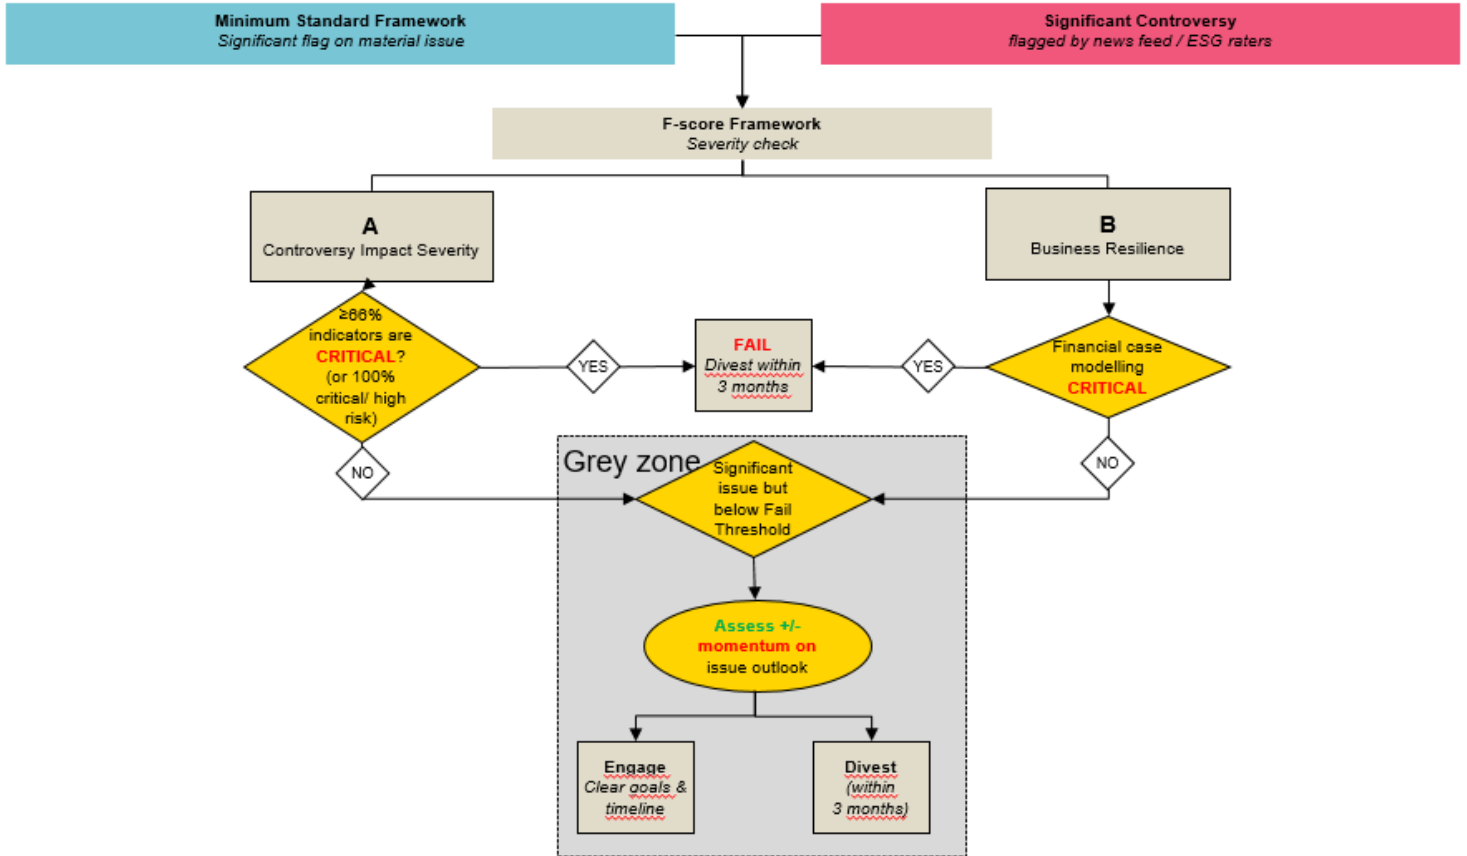 Minimum Standard Framework
Significant flag on material issue
Significant Controversy
flagged by news feed / ESG raters
F-score Framework
Severity check
A
Controversy Impact Severity
B
Business Resilience
≥66%
indicators are
CRITICAL?
(or 100%
critical/ high
risk)
YES
FAIL
Divest within
3 months
YES
Financial case
modelling
CRITICAL
NO
NO
Grey zone
Significant
issue but
below Fail
Threshold
Assess +/-
momentum on
issue outlook
Engage
Clear goals &
timeline
Divest
(within
3 months)